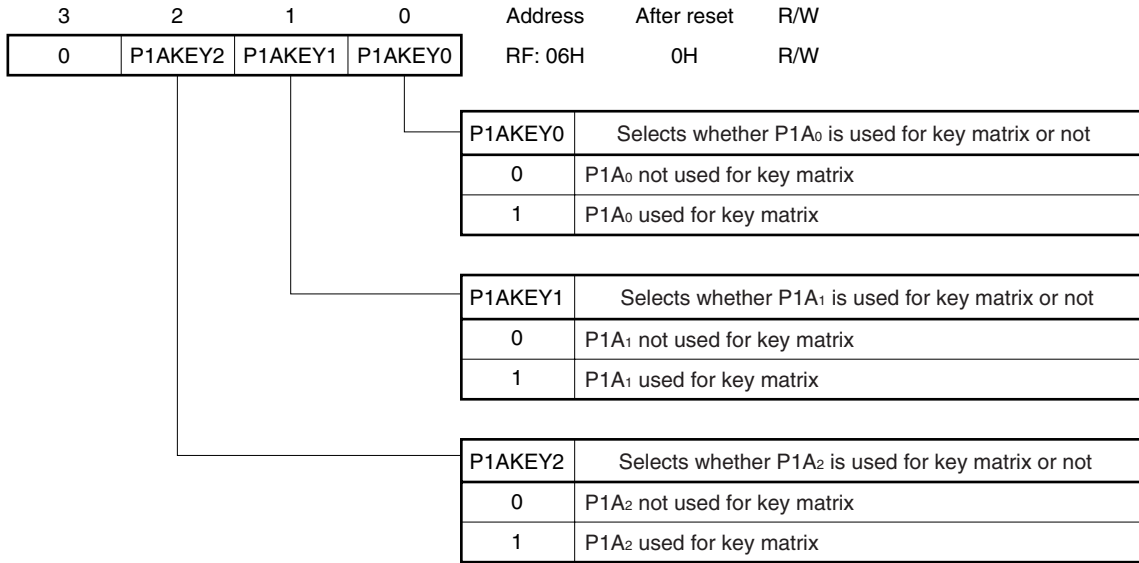 3 2 1 0 Address After reset R/W
0 P1AKEY2 P1AKEY1 P1AKEY0 RF: 06H 0H R/W
P1AKEY0 Selects whether P1A₀ is used for key matrix or not
0 P1A₀ not used for key matrix
1 P1A₀ used for key matrix
P1AKEY1 Selects whether P1A₁ is used for key matrix or not
0 P1A₁ not used for key matrix
1 P1A₁ used for key matrix
P1AKEY2 Selects whether P1A₂ is used for key matrix or not
0 P1A₂ not used for key matrix
1 P1A₂ used for key matrix